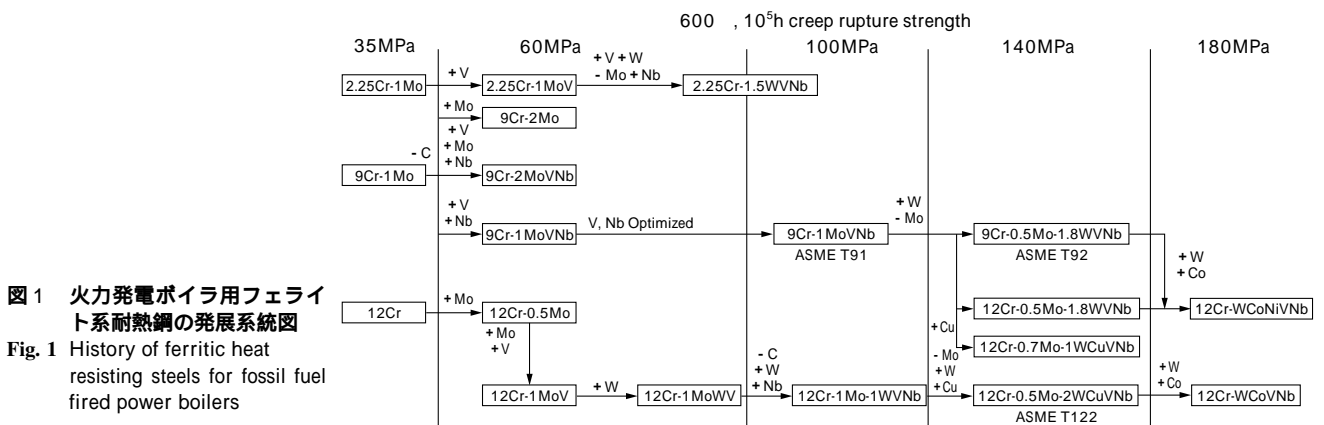 600 , 10⁵h creep rupture strength
35MPa 60MPa 100MPa 140MPa 180MPa
2.25Cr-1Mo
+ V
2.25Cr-1MoV
+ V + W
- Mo + Nb
2.25Cr-1.5WVNb
+ Mo
9Cr-2Mo
9Cr-1Mo
- C
+ V
+ Mo
+ Nb
9Cr-2MoVNb
+ V
+ Nb
9Cr-1MoVNb
V, Nb Optimized
9Cr-1MoVNb
ASME T91
+ W
- Mo
9Cr-0.5Mo-1.8WVNb
ASME T92
+ W
+ Co
12Cr
+ Mo
12Cr-0.5Mo
12Cr-0.5Mo-1.8WVNb
12Cr-WCoNiVNb
+ Cu
12Cr-0.7Mo-1WCuVNb
+ Mo
+ V
12Cr-1MoV
+ W
12Cr-1MoWV
- C
+ W
+ Nb
12Cr-1Mo-1WVNb
- Mo
+ W
+ Cu
12Cr-0.5Mo-2WCuVNb
ASME T122
+ W
+ Co
12Cr-WCoVNb
図 1 火力発電ボイラ用フェライ
ト系耐熱鋼の発展系統図
Fig. 1 History of ferritic heat
resisting steels for fossil fuel
fired power boilers